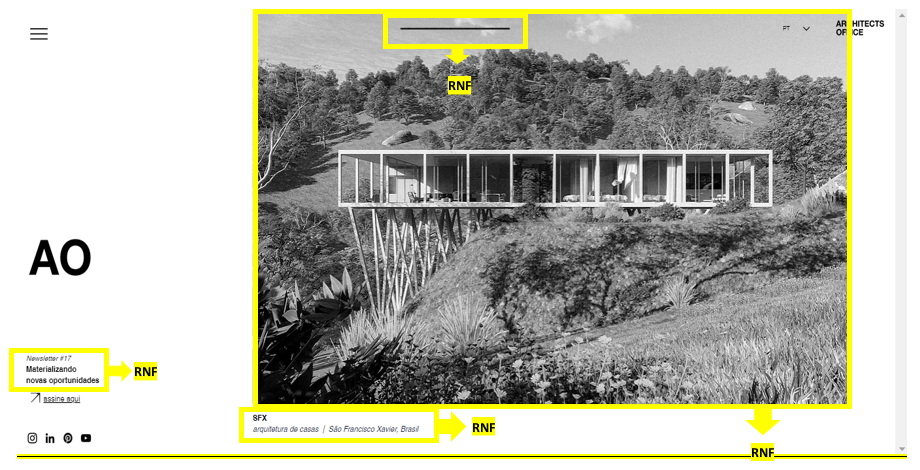 PT
ARCHITECTS
OFFICE
RNF
AO
Newsletter #17
Materializando
novas oportunidades
RNF
assine aqui
SFX
arquitetura de casas | São Francisco Xavier, Brasil
RNF
RNF